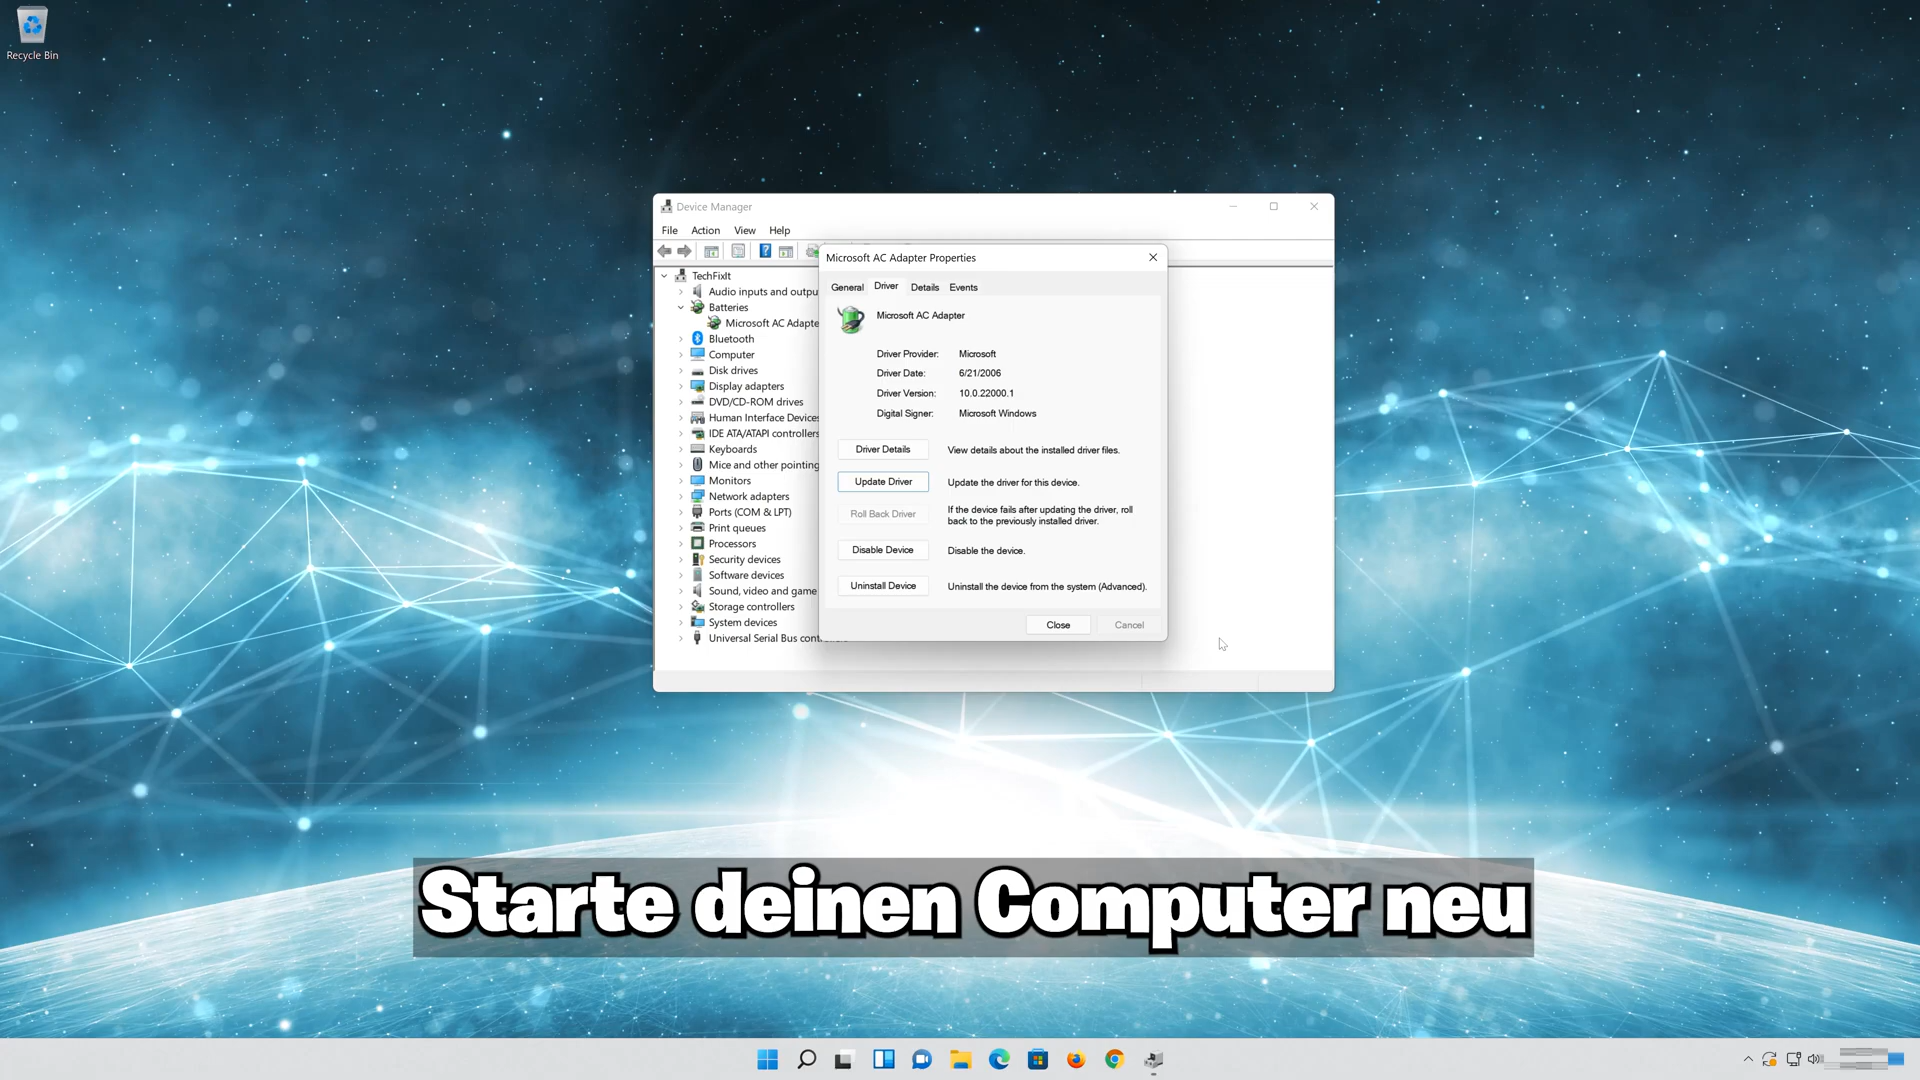 Recycle Bin
Device Manager
File Action View Help
Microsoft AC Adapter Properties
General Driver Details Events
TechFixIt
Audio inputs and outpu
Batteries
Microsoft AC Adapte
Bluetooth
Computer
Disk drives
Display adapters
DVD/CD-ROM drives
Human Interface Devices
IDE ATA/ATAPI controllers
Keyboards
Mice and other pointing
Monitors
Network adapters
Ports (COM & LPT)
Print queues
Processors
Security devices
Software devices
Sound, video and game
Storage controllers
System devices
Universal Serial Bus
Microsoft AC Adapter
Driver Provider: Microsoft
Driver Date: 6/21/2006
Driver Version: 10.0.22000.1
Digital Signer: Microsoft Windows
Driver Details View details about the installed driver files.
Update Driver Update the driver for this device.
Roll Back Driver If the device fails after updating the driver, roll
back to the previously installed driver.
Disable Device Disable the device.
Uninstall Device Uninstall the device from the system (Advanced).
Close Cancel
Starte deinen Computer neu